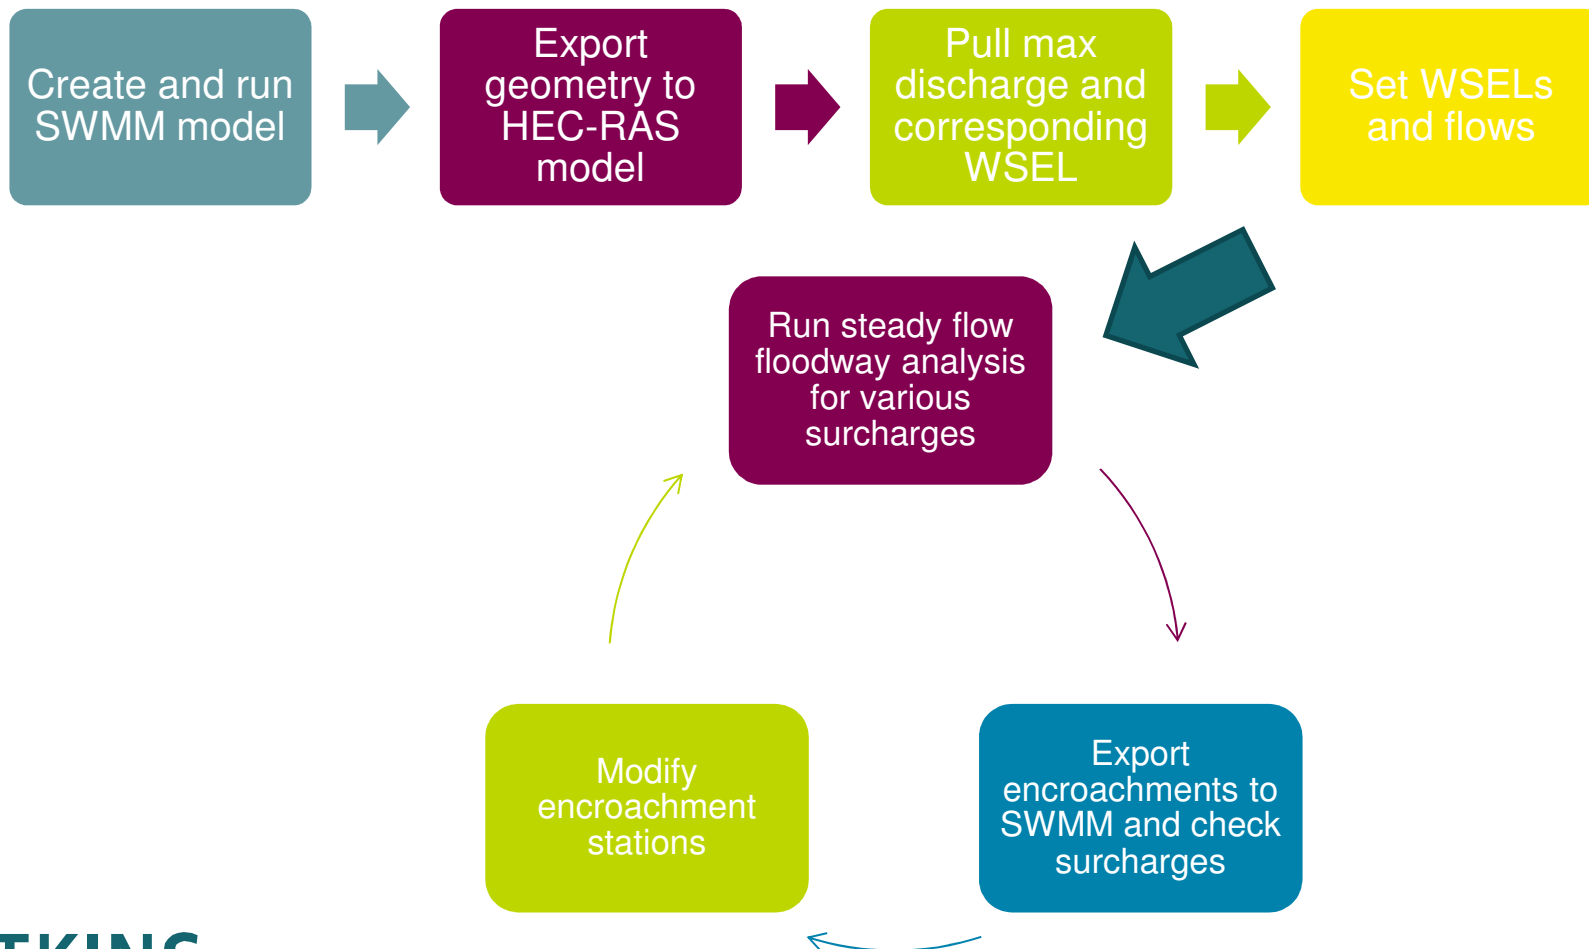 Create and run
SWMM model
Export
geometry to
HEC-RAS
model
Pull max
discharge and
corresponding
WSEL
Set WSELs
and flows
Run steady flow
floodway analysis
for various
surcharges
Export
encroachments to
SWMM and check
surcharges
Modify
encroachment
stations